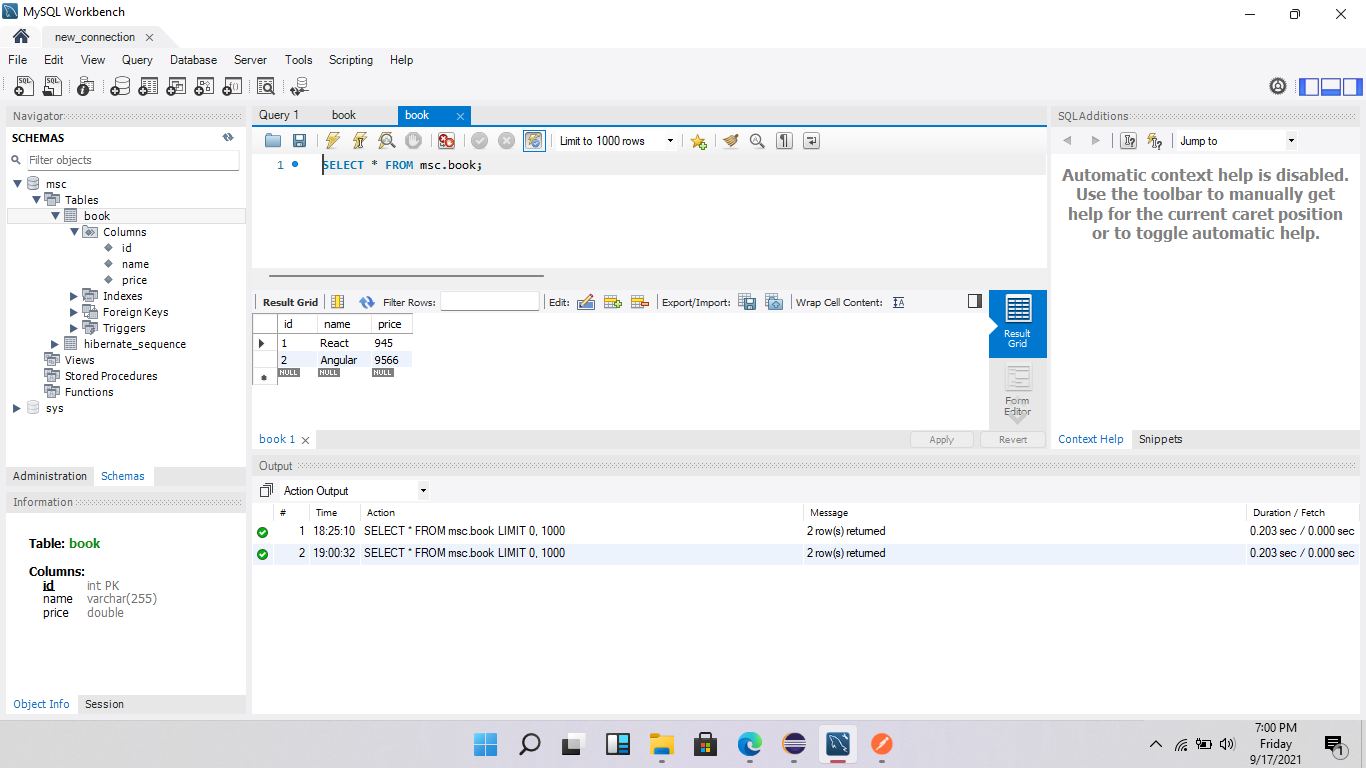 MySQL Workbench
new_connection
File Edit View Query Database Server Tools Scripting Help
Navigator
SCHEMAS
Filter objects
msc
Tables
book
Columns
id
name
price
Indexes
Foreign Keys
Triggers
hibernate_sequence
Views
Stored Procedures
Functions
sys
Administration Schemas
Information
Table: book
Columns:
id int PK
name varchar(255)
price double
Object Info Session
Query 1 book book
Limit to 1000 rows
1 SELECT * FROM msc.book;
Result Grid Filter Rows: Edit: Export/Import: Wrap Cell Content:
id name price
1 React 945
2 Angular 9566
NULL NULL NULL
Result
Grid
Form
Editor
book 1 Apply Revert
SQLAdditions
Jump to
Automatic context help is disabled.
Use the toolbar to manually get
help for the current caret position
or to toggle automatic help.
Context Help Snippets
Output
Action Output
# Time Action Message Duration / Fetch
1 18:25:10 SELECT * FROM msc.book LIMIT 0, 1000 2 row(s) returned 0.203 sec / 0.000 sec
2 19:00:32 SELECT * FROM msc.book LIMIT 0, 1000 2 row(s) returned 0.203 sec / 0.000 sec
7:00 PM
Friday
9/17/2021
1